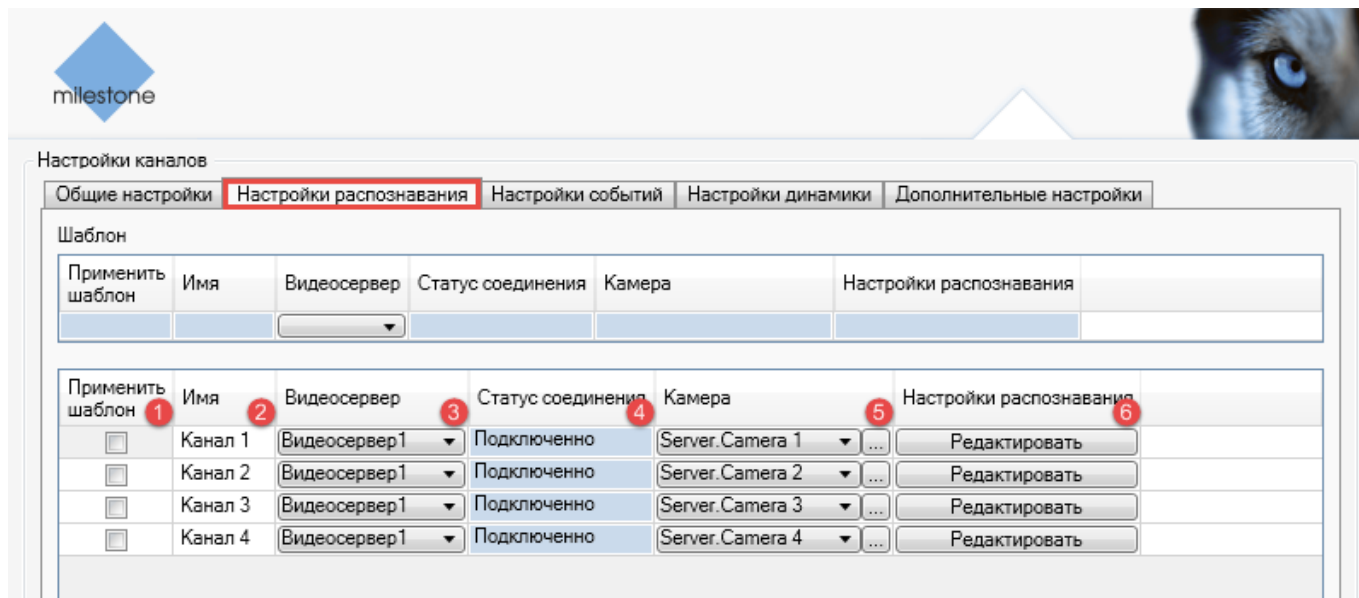 milestone
Настройки каналов
Общие настройки Настройки распознавания Настройки событий Настройки динамики Дополнительные настройки
Шаблон
Применить шаблон Имя Видеосервер Статус соединения Камера Настройки распознавания
Применить шаблон 1 Имя 2 Видеосервер 3 Статус соединения 4 Камера 5 Настройки распознавания 6
Канал 1 Видеосервер1 Подключенно Server.Camera 1 ... Редактировать
Канал 2 Видеосервер1 Подключенно Server.Camera 2 ... Редактировать
Канал 3 Видеосервер1 Подключенно Server.Camera 3 ... Редактировать
Канал 4 Видеосервер1 Подключенно Server.Camera 4 ... Редактировать